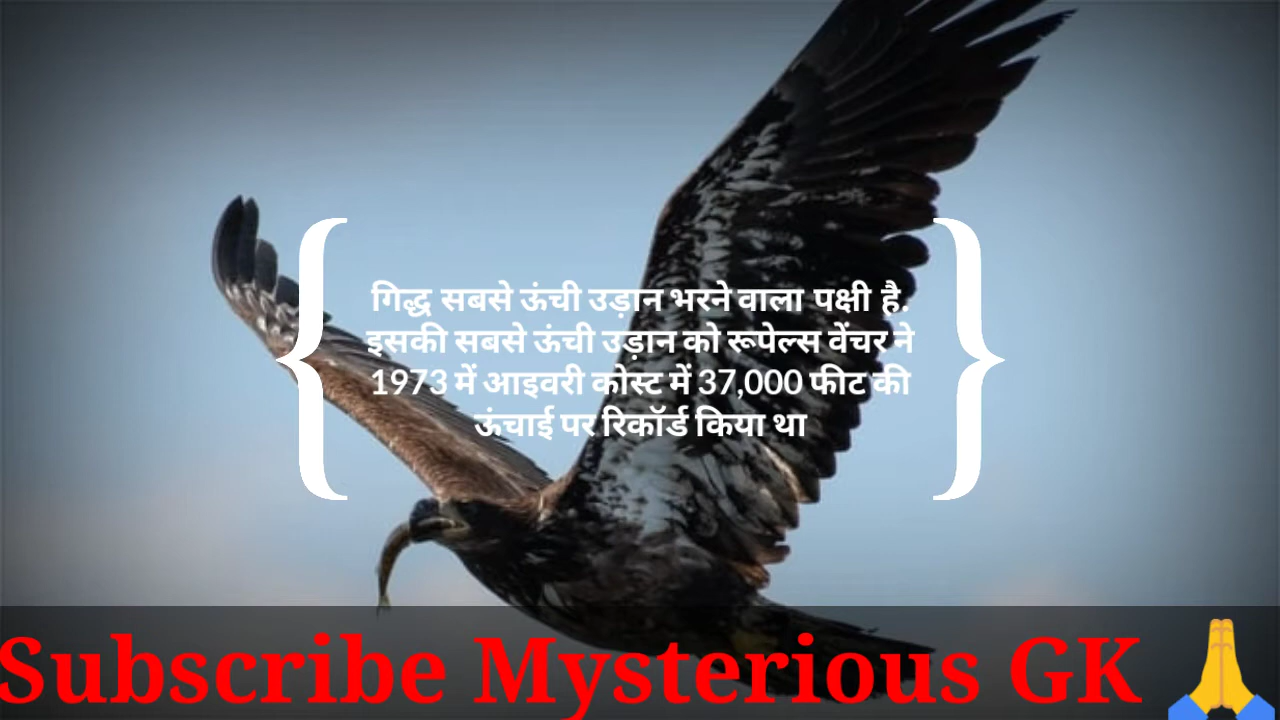 गिद्ध सबसे ऊंची उड़ान भरने वाला पक्षी है.
इसकी सबसे ऊंची उड़ान को रूपेल्स वेंचर ने
1973 में आइवरी कोस्ट में 37,000 फीट की
ऊंचाई पर रिकॉर्ड किया था
Subscribe Mysterious GK 🙏